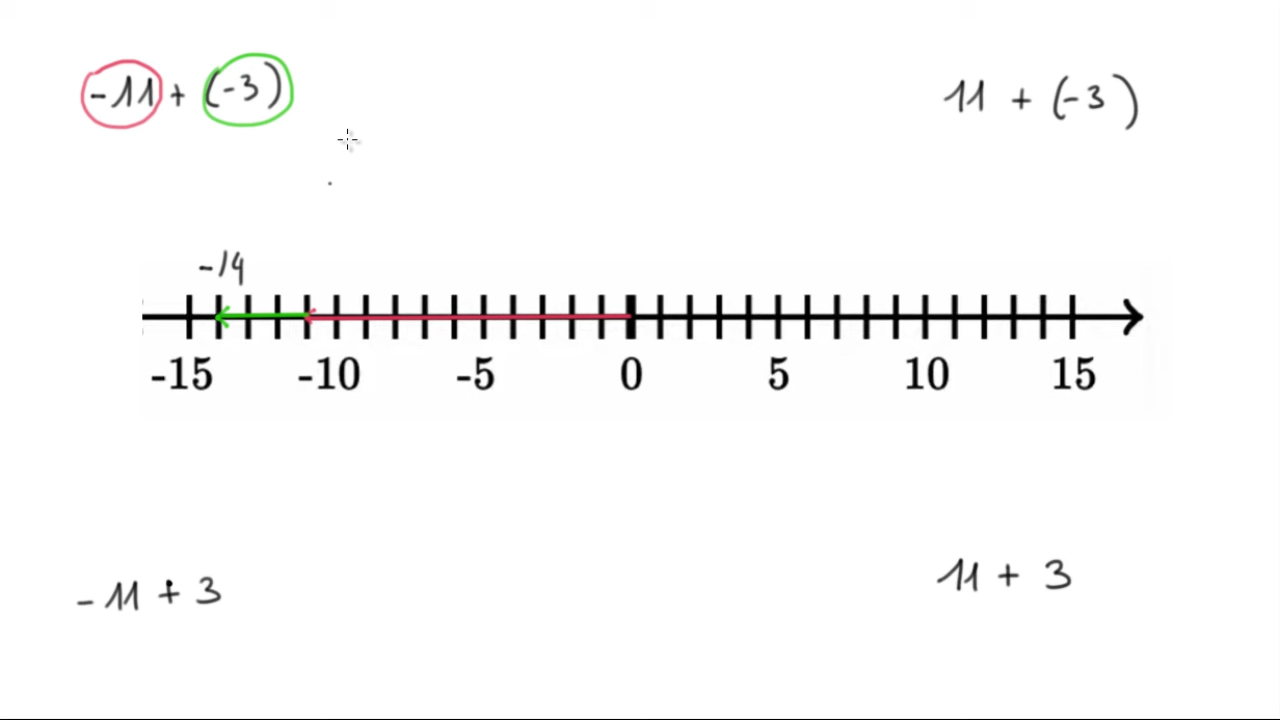 -11 + (-3)
11 + (-3)
-14
-15 -10 -5 0 5 10 15
-11 + 3
11 + 3